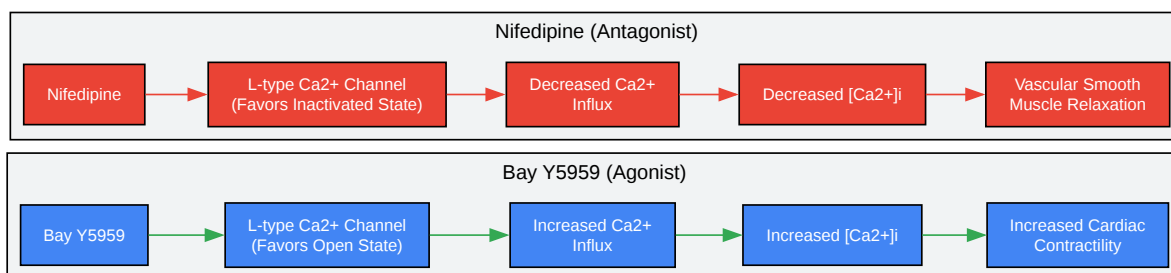 Nifedipine (Antagonist)
Nifedipine
L-type Ca2+ Channel
(Favors Inactivated State)
Decreased Ca2+
Influx
Decreased [Ca2+]i
Vascular Smooth
Muscle Relaxation
Bay Y5959 (Agonist)
Bay Y5959
L-type Ca2+ Channel
(Favors Open State)
Increased Ca2+
Influx
Increased [Ca2+]i
Increased Cardiac
Contractility